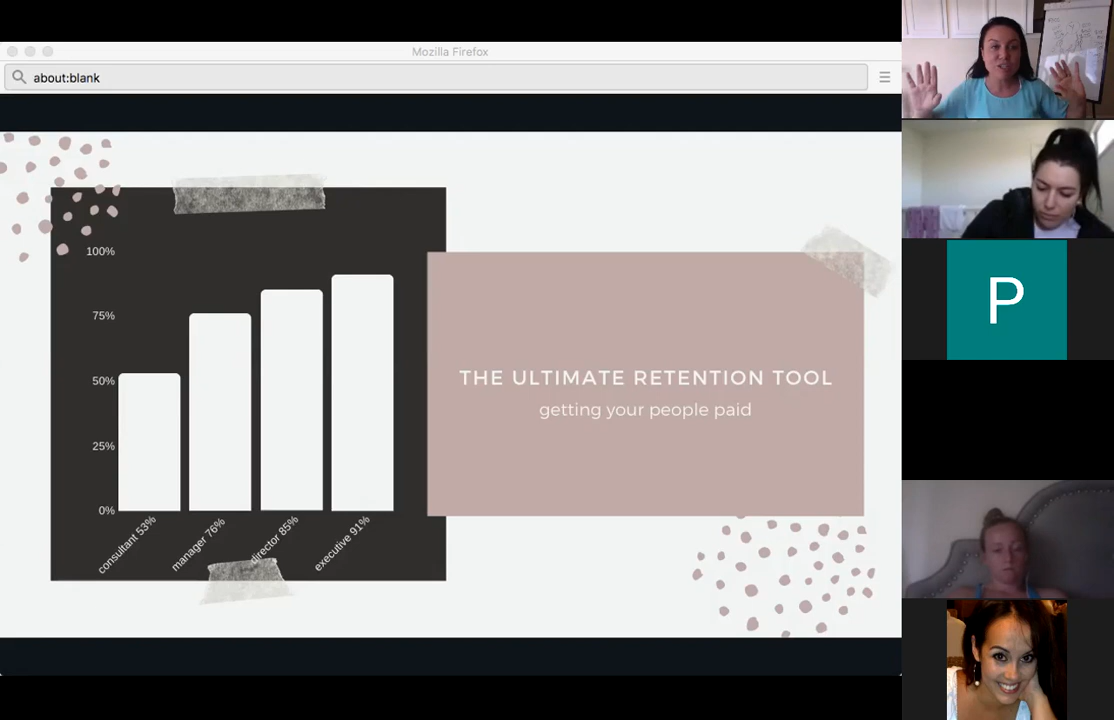 Mozilla Firefox
about:blank
100%
75%
50%
25%
0%
consultant 53%
manager 76%
director 85%
executive 91%
THE ULTIMATE RETENTION TOOL
getting your people paid
P